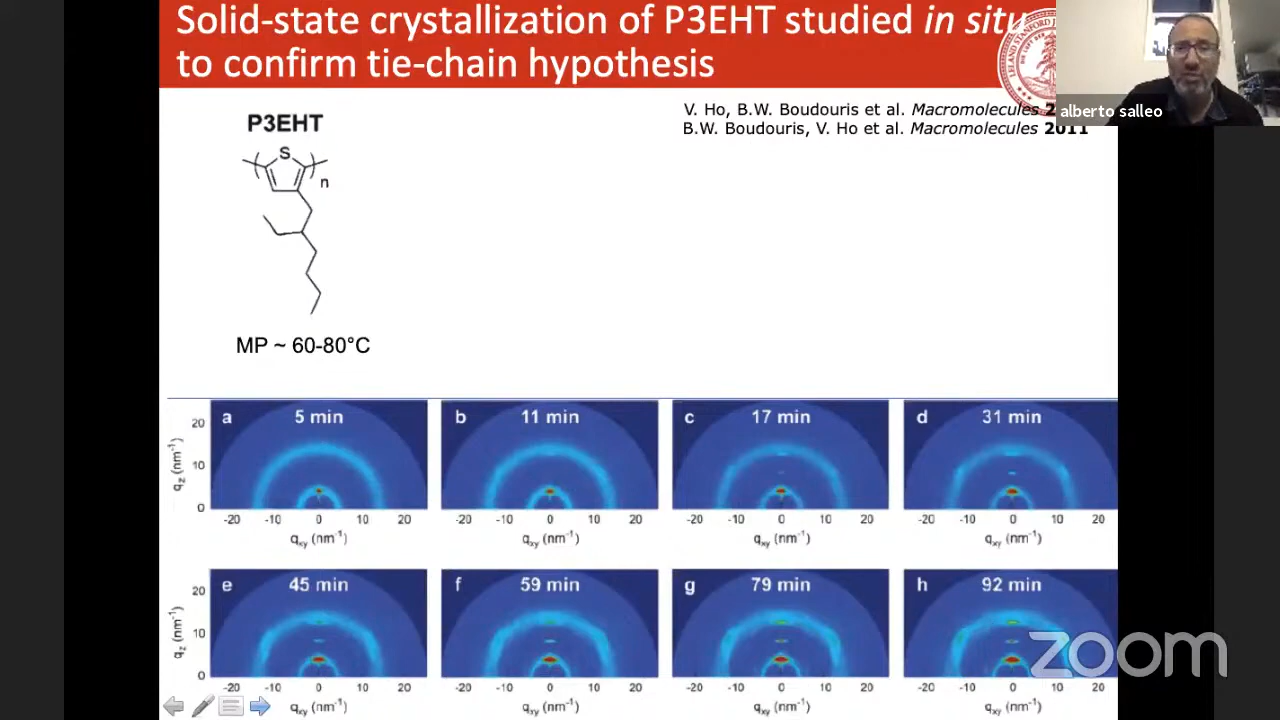 Solid-state crystallization of P3EHT studied in situ
to confirm tie-chain hypothesis
alberto salleo
V. Ho, B.W. Boudouris et al. Macromolecules
B.W. Boudouris, V. Ho et al. Macromolecules 2011
P3EHT
S
n
MP ~ 60-80°C
a 5 min b 11 min c 17 min d 31 min
20
10
0
qz (nm-1)
-20 -10 0 10 20 -20 -10 0 10 20 -20 -10 0 10 20 -20 -10 0 10 20
qxy (nm-1) qxy (nm-1) qxy (nm-1) qxy (nm-1)
e 45 min f 59 min g 79 min h 92 min
20
10
0
qz (nm-1)
-20 -10 0 10 20 -20 -10 0 10 20 -20 -10 0 10 20 -20 -10 0 10 20
qxy (nm-1) qxy (nm-1) qxy (nm-1) qxy (nm-1)
zoom